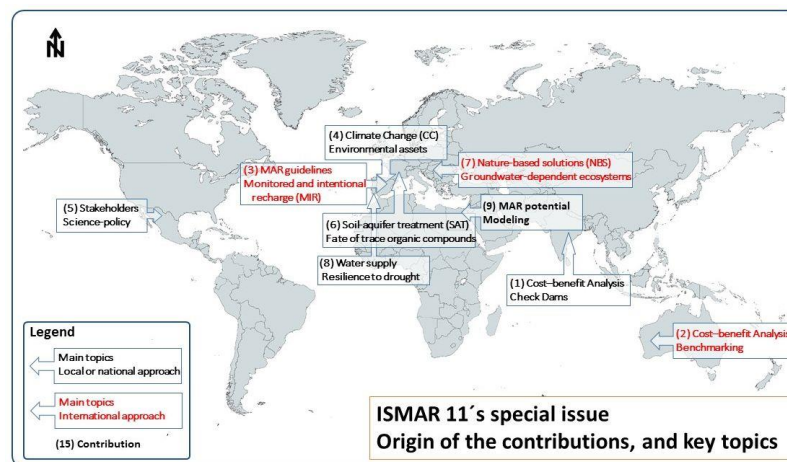 N
(4) Climate Change (CC)
Environmental assets
(3) MAR guidelines
Monitored and intentional
recharge (MIR)
(7) Nature-based solutions (NBS)
Groundwater-dependent ecosystems
(5) Stakeholders
Science-policy
(9) MAR potential
Modeling
(6) Soil-aquifer treatment (SAT)
Fate of trace organic compounds
(8) Water supply
Resilience to drought
(1) Cost–benefit Analysis
Check Dams
(2) Cost–benefit Analysis
Benchmarking
Legend
Main topics
Local or national approach
Main topics
International approach
(15) Contribution
ISMAR 11´s special issue
Origin of the contributions, and key topics